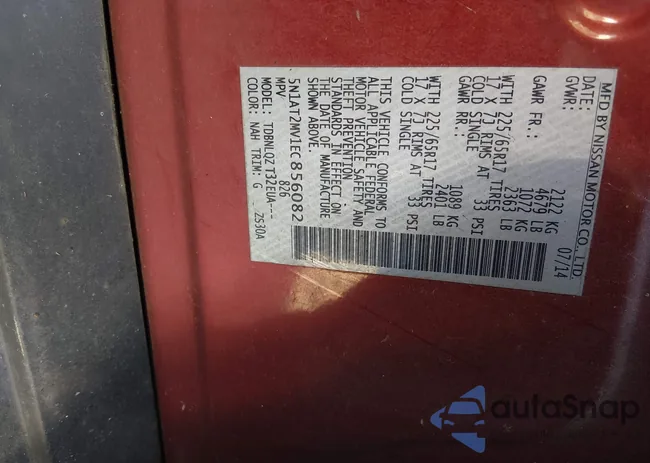 MFD BY NISSAN MOTOR CO., LTD.
DATE: 07/14
GVWR: 2122 KG
4679 LB
GAWR FR.: 1072 KG
2363 LB
WITH 225/65R17 TIRES
17 X 7J RIMS AT 33 PSI
COLD SINGLE
GAWR RR.: 1089 KG
2401 LB
WITH 225/65R17 TIRES
17 X 7J RIMS AT 33 PSI
COLD SINGLE
THIS VEHICLE CONFORMS TO
ALL APPLICABLE FEDERAL
MOTOR VEHICLE SAFETY AND
THEFT PREVENTION
STANDARDS IN EFFECT ON
THE DATE OF MANUFACTURE
SHOWN ABOVE.
5N1AT2MV1EC856082
MPV 826
MODEL: TDBNLQZ T32EUA---
COLOR: NAH TRIM: G ZS30A
autoSnap